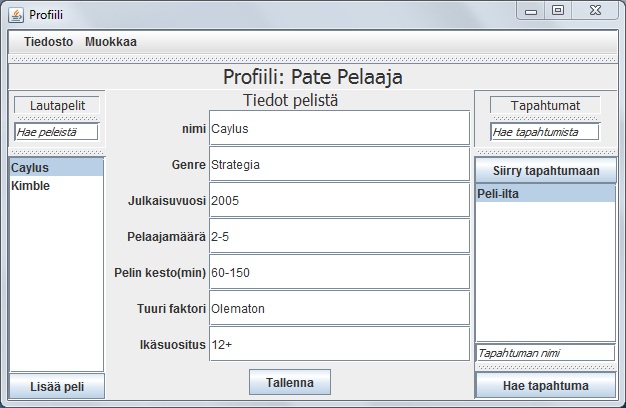 Profiili
Tiedosto Muokkaa
Profiili: Pate Pelaaja
Lautapelit
Hae peleistä
Caylus
Kimble
Lisää peli
Tiedot pelistä
nimi Caylus
Genre Strategia
Julkaisuvuosi 2005
Pelaajamäärä 2-5
Pelin kesto(min) 60-150
Tuuri faktori Olematon
Ikäsuositus 12+
Tallenna
Tapahtumat
Hae tapahtumista
Siirry tapahtumaan
Peli-ilta
Tapahtuman nimi
Hae tapahtuma